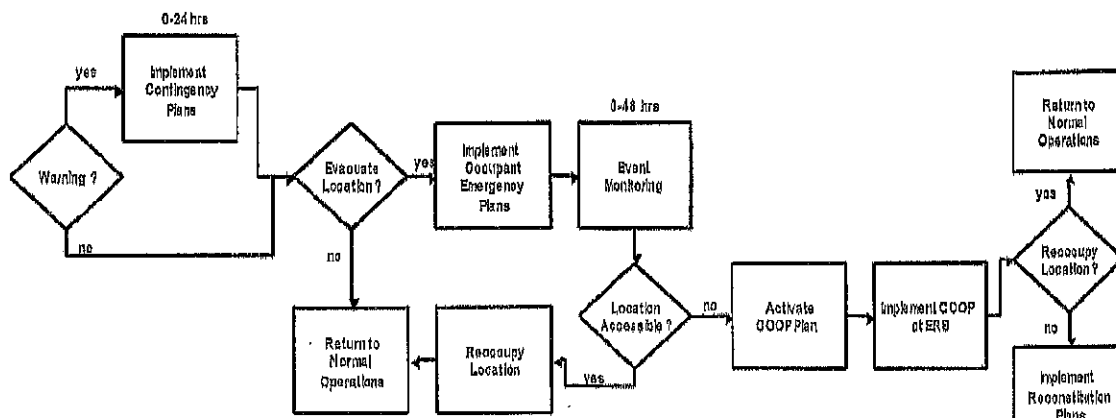 0-24 hrs
yes
Implement
Contingency
Plans
Warning ?
no
Evacuate
Location ?
yes
no
Implement
Occupant
Emergency
Plans
0-48 hrs
Event
Monitoring
Location
Accessible ?
no
yes
Reoccupy
Location
Return to
Normal
Operations
Activate
COOP Plan
Implement COOP
at ERS
Return to
Normal
Operations
yes
Reoccupy
Location ?
no
Implement
Reconstitution
Plans